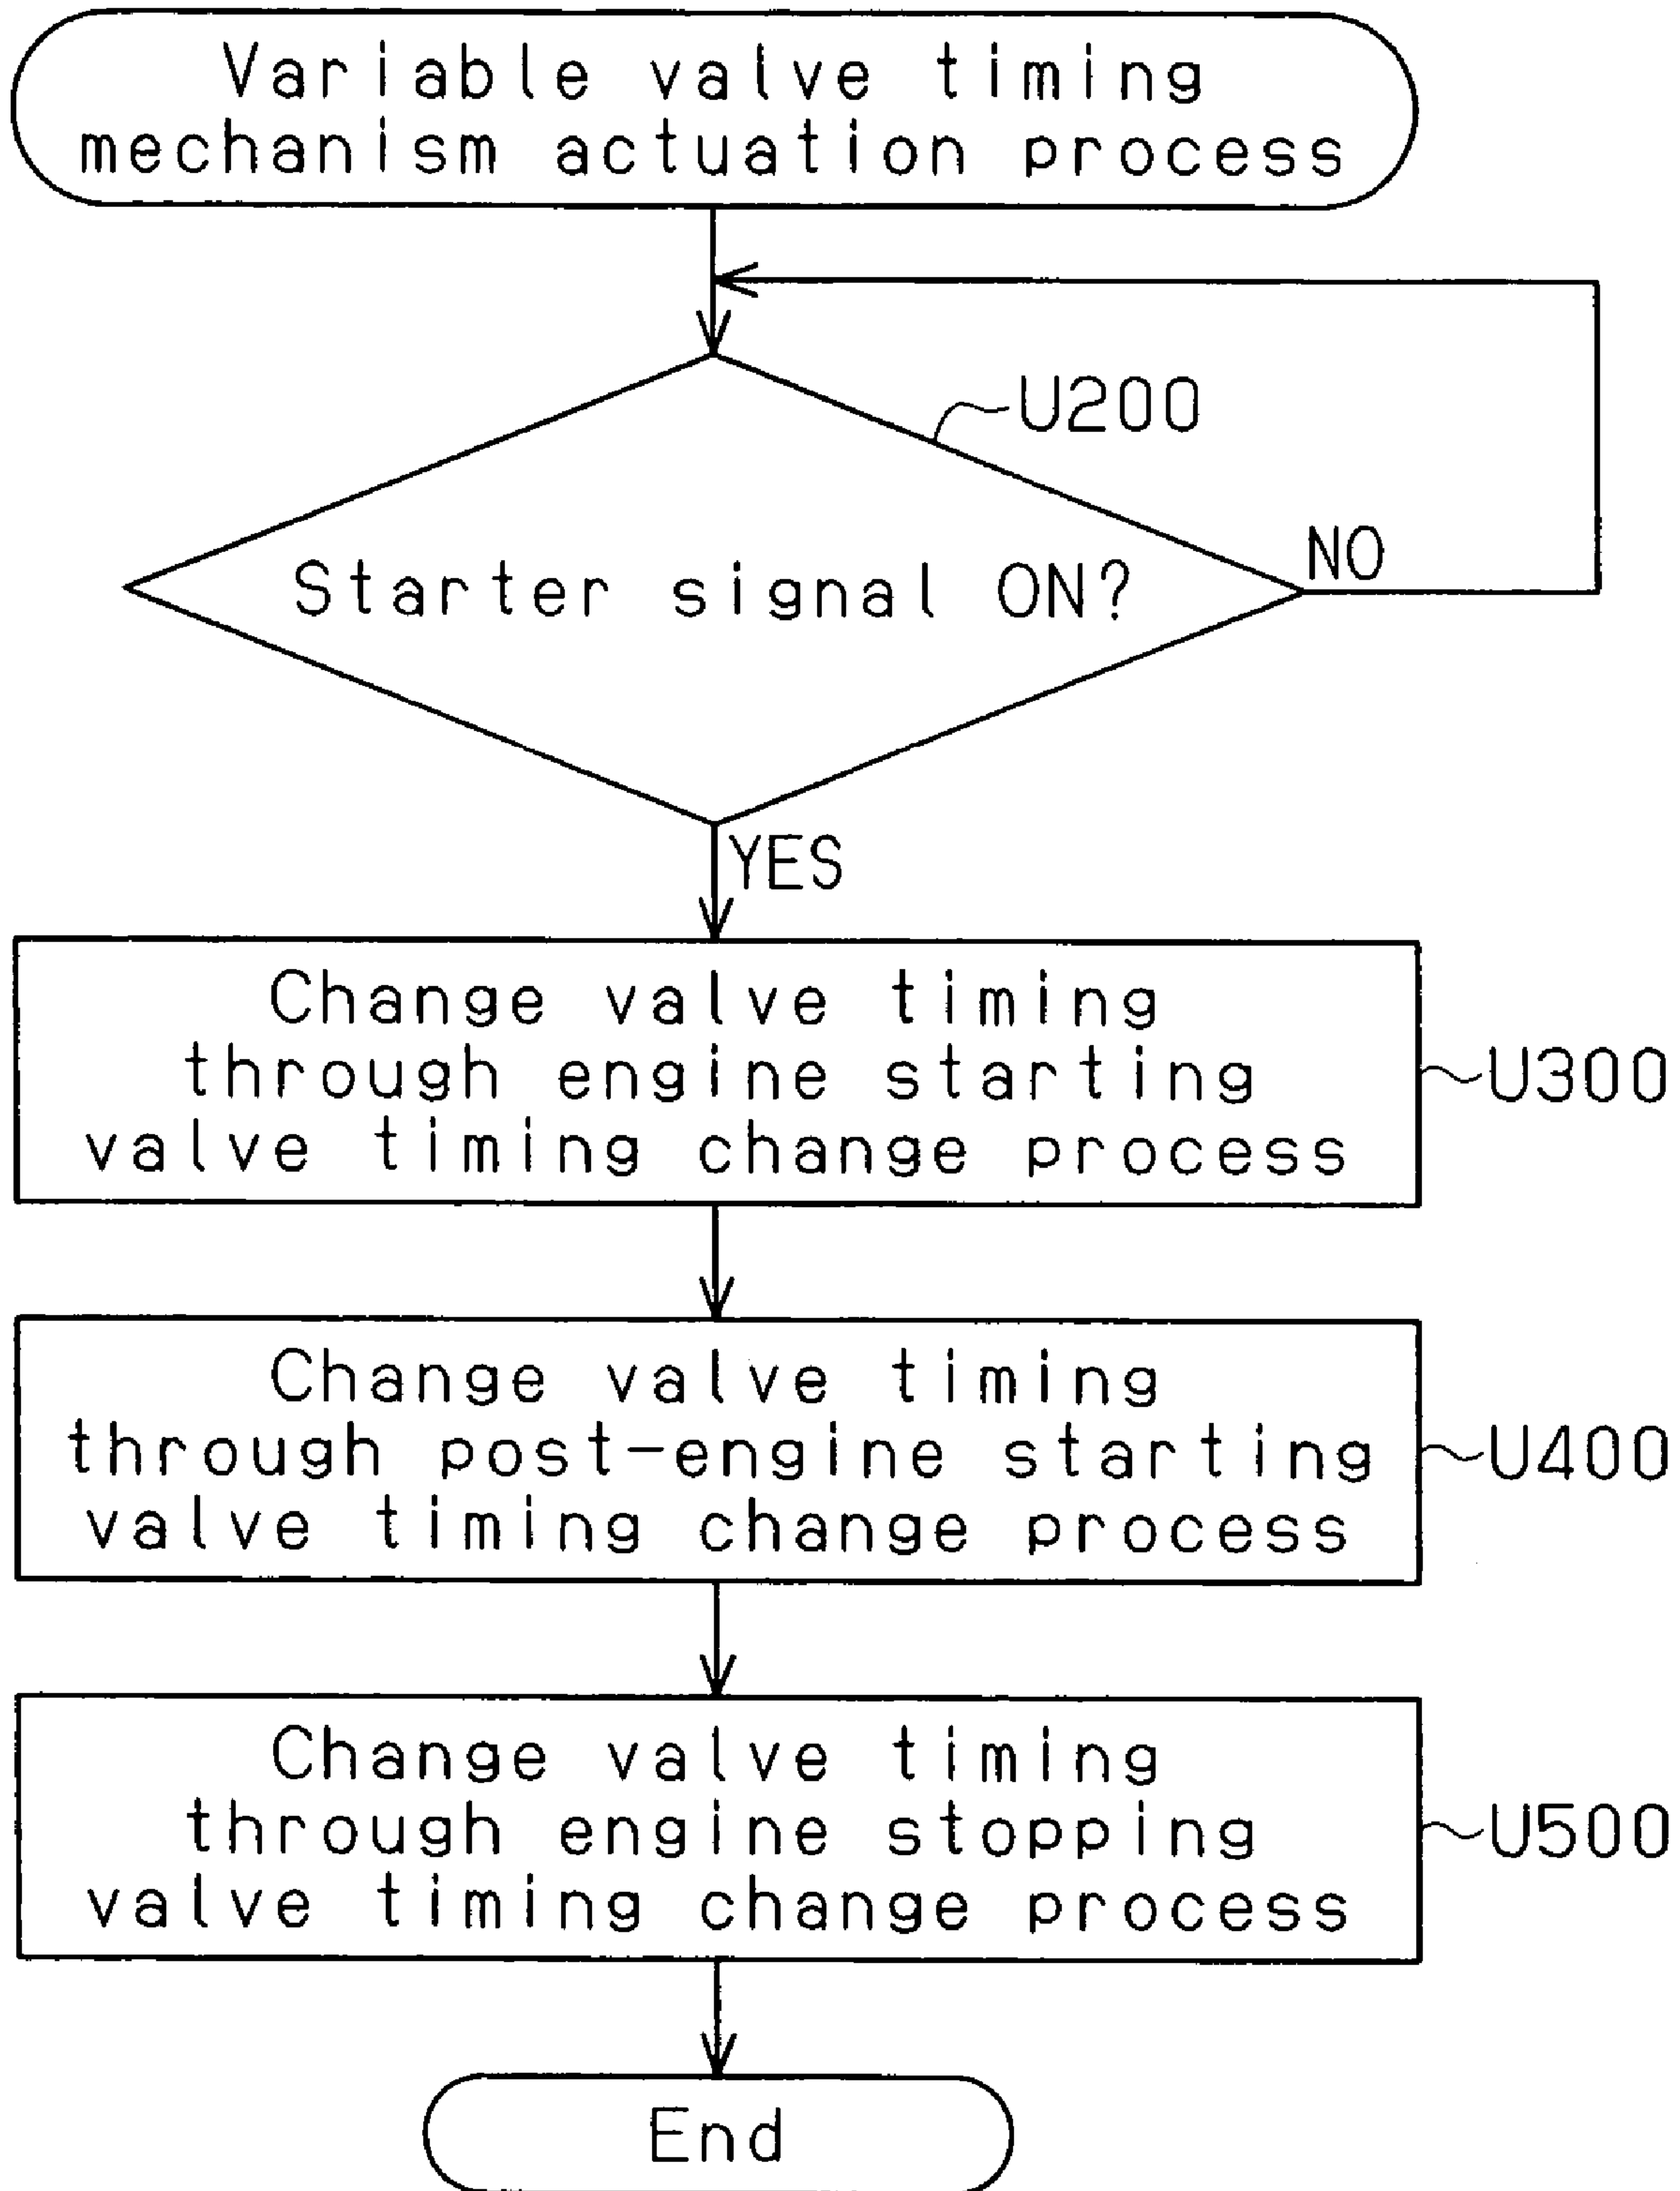 Variable valve timing
mechanism actuation process
U200
Starter signal ON?
NO
YES
Change valve timing
through engine starting
valve timing change process
U300
Change valve timing
through post-engine starting
valve timing change process
U400
Change valve timing
through engine stopping
valve timing change process
U500
End